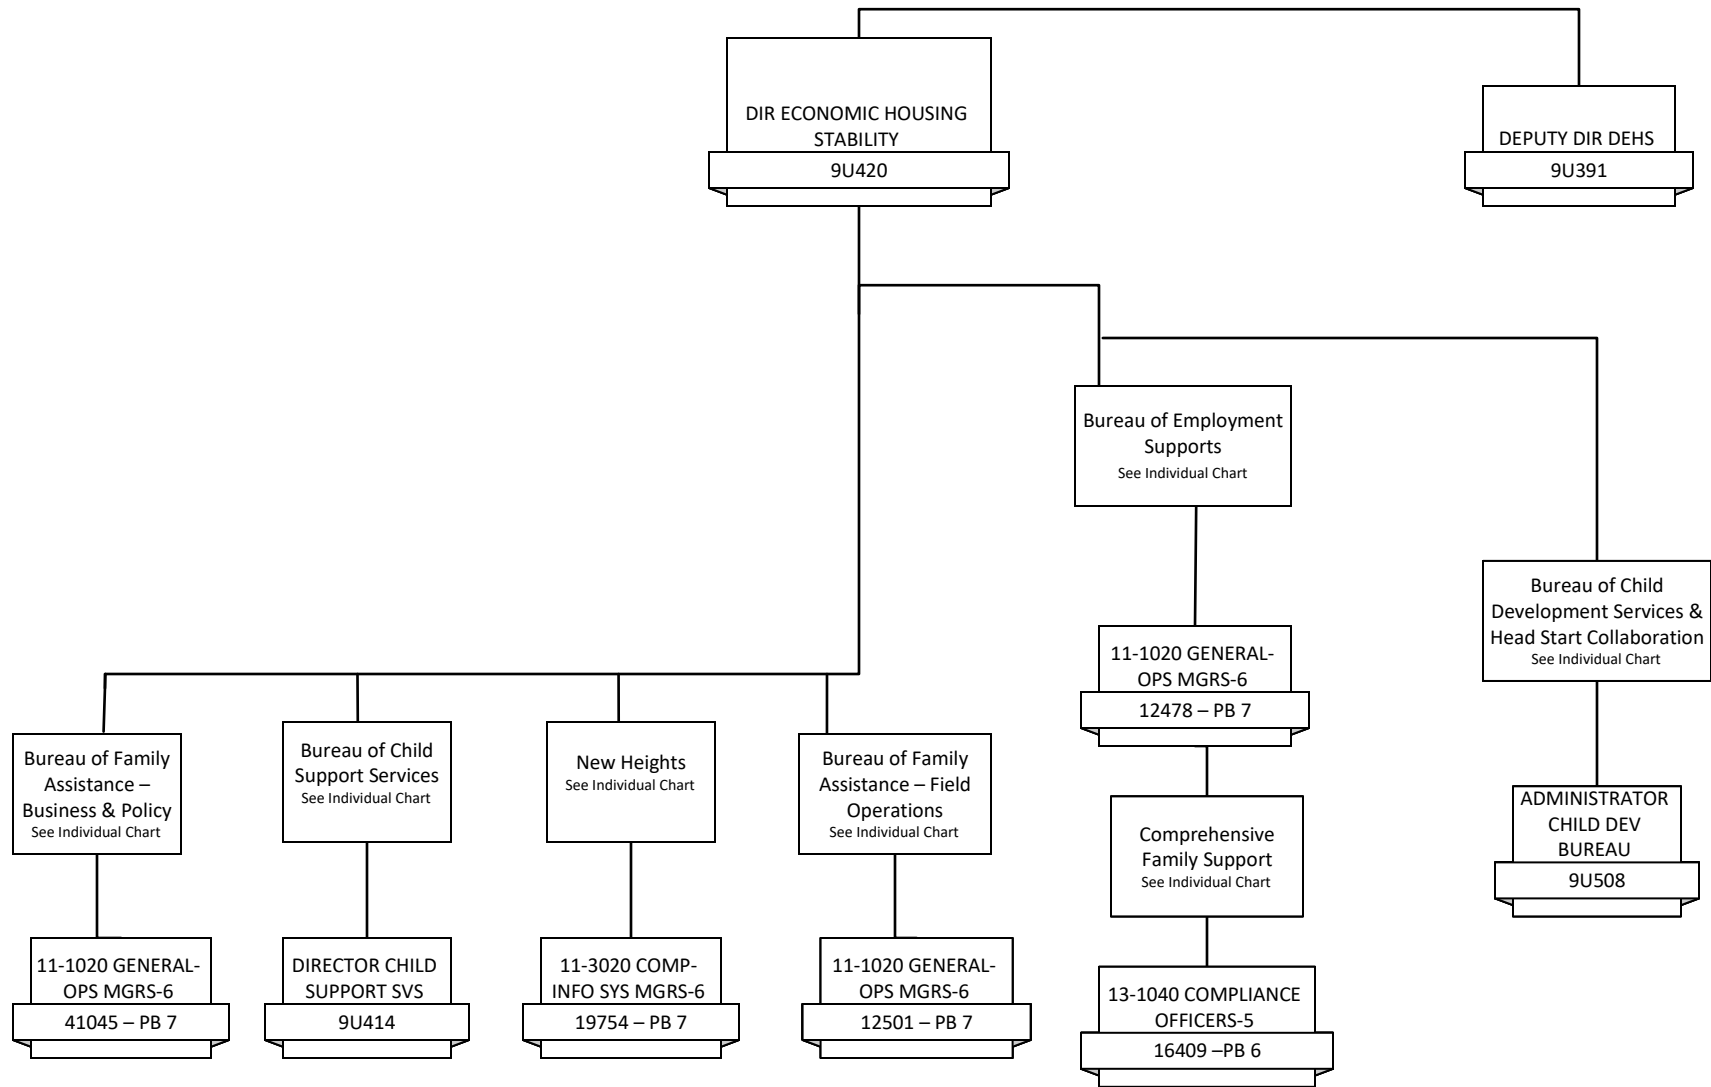 DIR ECONOMIC HOUSING
STABILITY
9U420
DEPUTY DIR DEHS
9U391
Bureau of Employment
Supports
See Individual Chart
11-1020 GENERAL-
OPS MGRS-6
12478 – PB 7
Comprehensive
Family Support
See Individual Chart
13-1040 COMPLIANCE
OFFICERS-5
16409 –PB 6
Bureau of Child
Development Services &
Head Start Collaboration
See Individual Chart
ADMINISTRATOR
CHILD DEV
BUREAU
9U508
Bureau of Family
Assistance –
Business & Policy
See Individual Chart
11-1020 GENERAL-
OPS MGRS-6
41045 – PB 7
Bureau of Child
Support Services
See Individual Chart
DIRECTOR CHILD
SUPPORT SVS
9U414
New Heights
See Individual Chart
11-3020 COMP-
INFO SYS MGRS-6
19754 – PB 7
Bureau of Family
Assistance – Field
Operations
See Individual Chart
11-1020 GENERAL-
OPS MGRS-6
12501 – PB 7